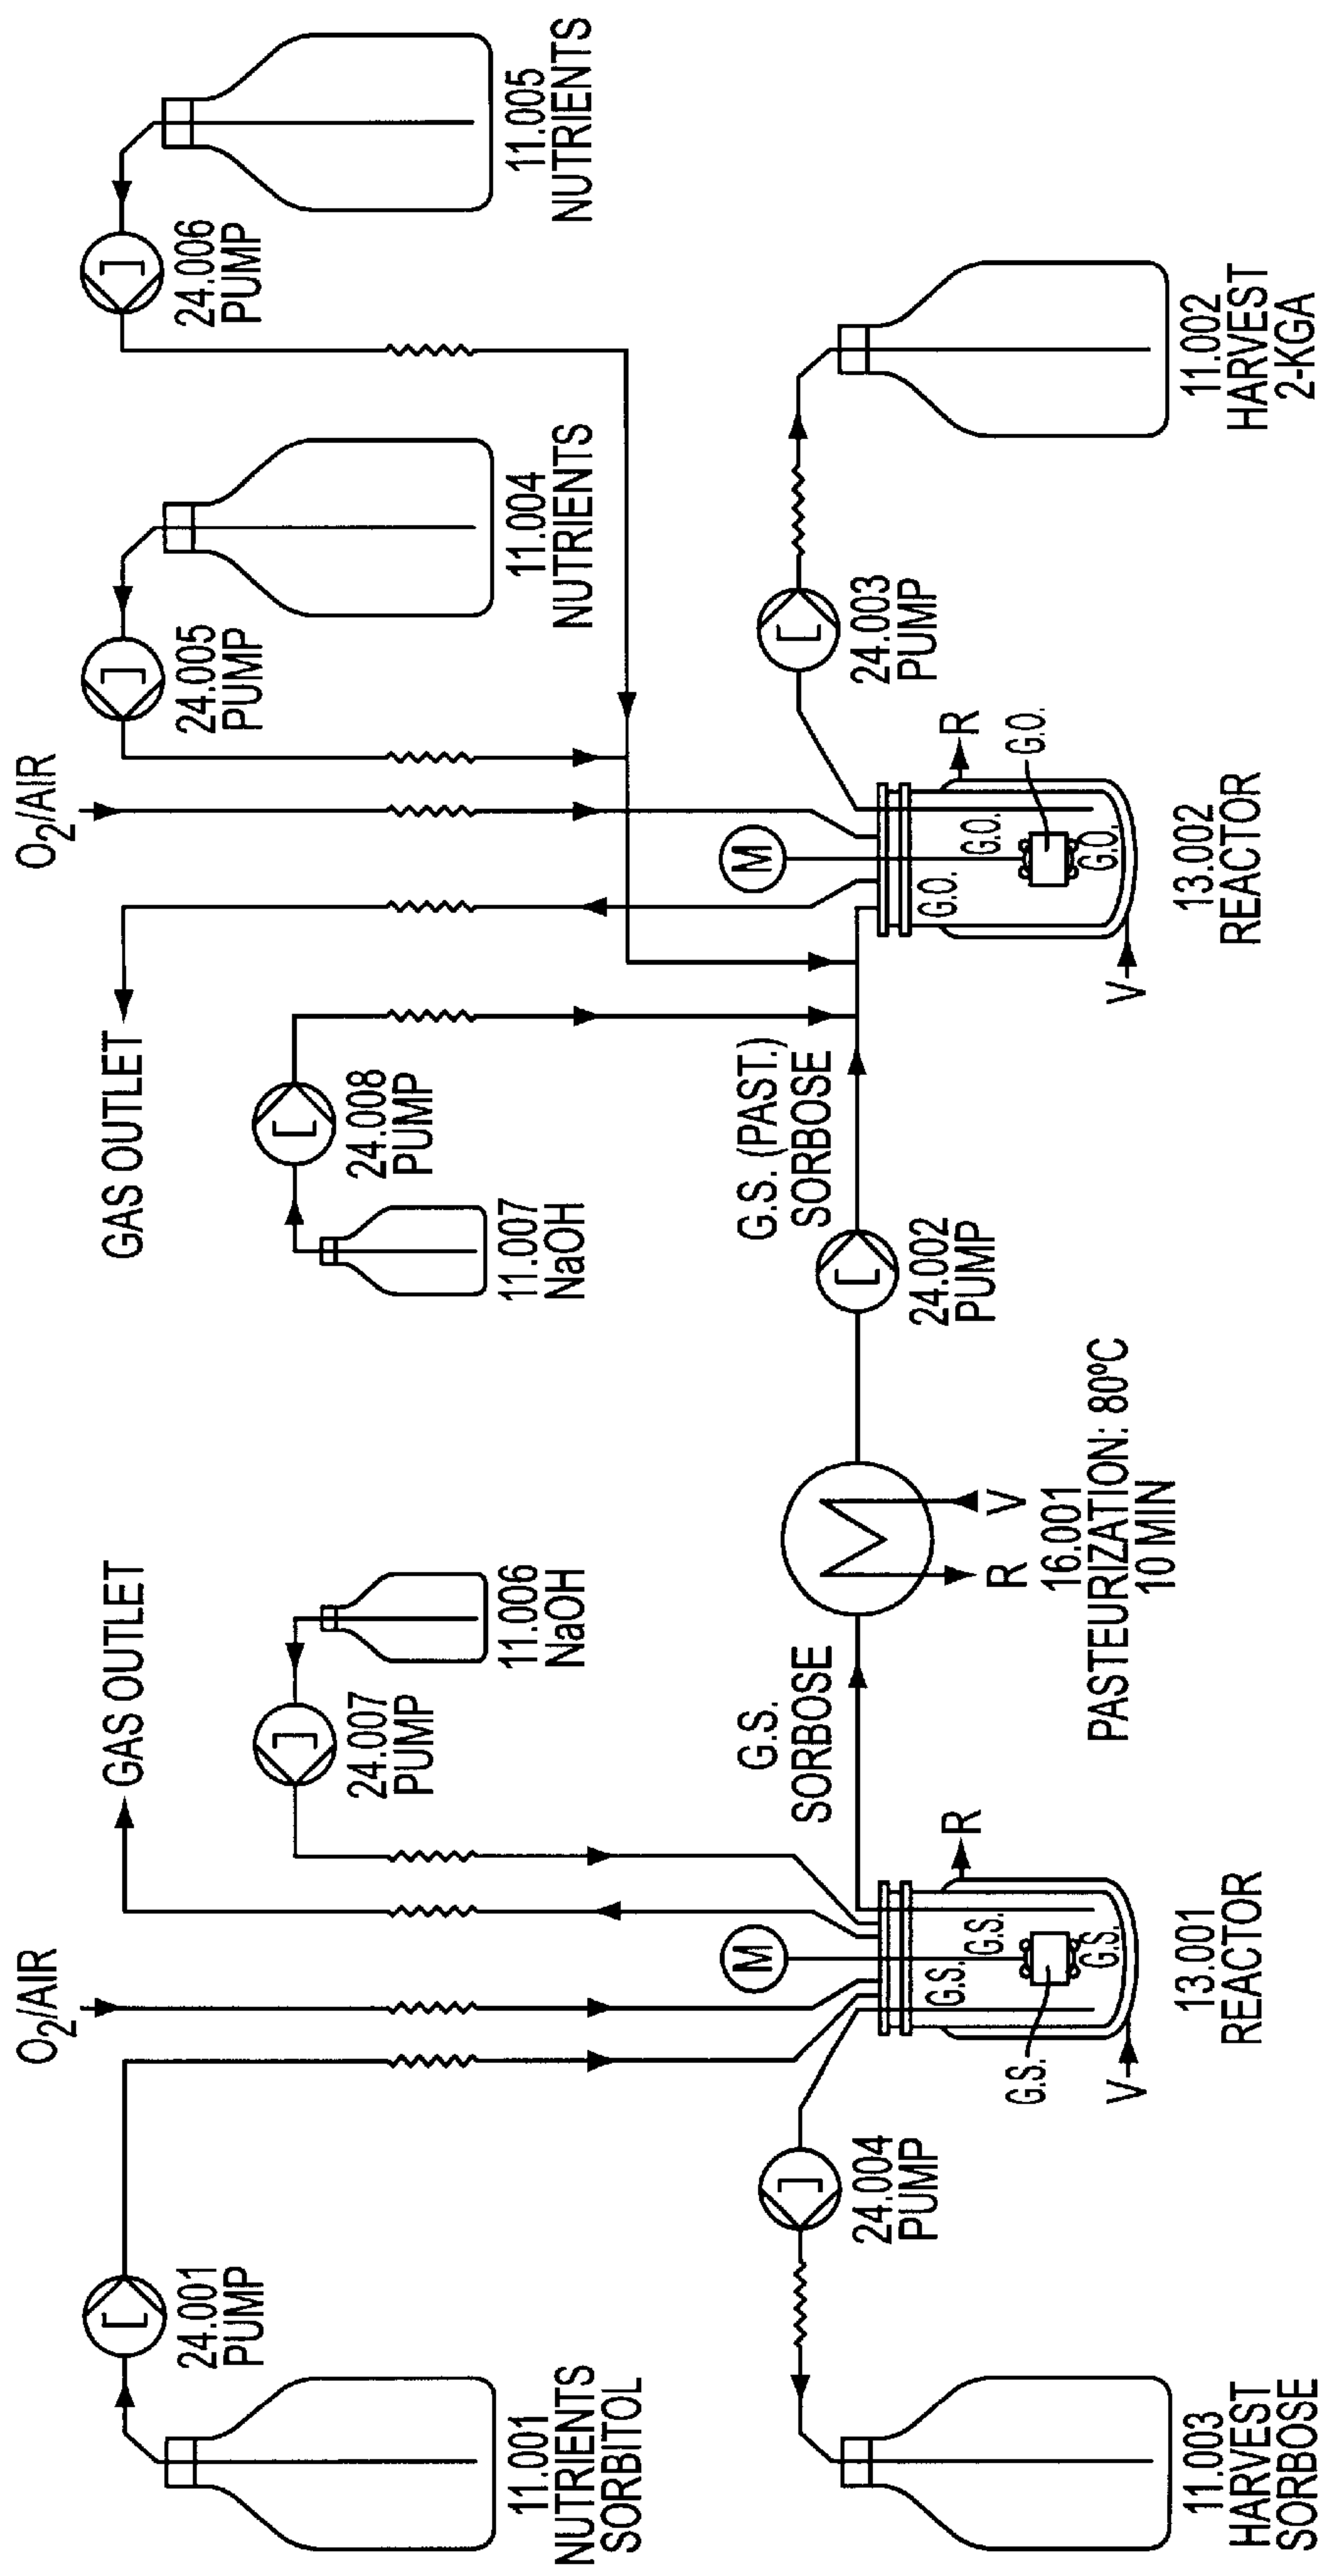 O2/AIR
GAS OUTLET
GAS OUTLET
O2/AIR
24.001
PUMP
11.001
NUTRIENTS
SORBITOL
24.007
PUMP
11.006
NaOH
11.007
NaOH
24.008
PUMP
24.005
PUMP
11.004
NUTRIENTS
24.006
PUMP
11.005
NUTRIENTS
M
M
24.004
PUMP
11.003
HARVEST
SORBOSE
G.S.
G.S.
G.S.
G.S.
V
R
13.001
REACTOR
G.S.
SORBOSE
R
V
16.001
PASTEURIZATION: 80ºC
10 MIN
24.002
PUMP
G.S. (PAST.)
SORBOSE
G.O.
G.O.
G.O.
G.O.
V
R
13.002
REACTOR
24.003
PUMP
11.002
HARVEST
2-KGA